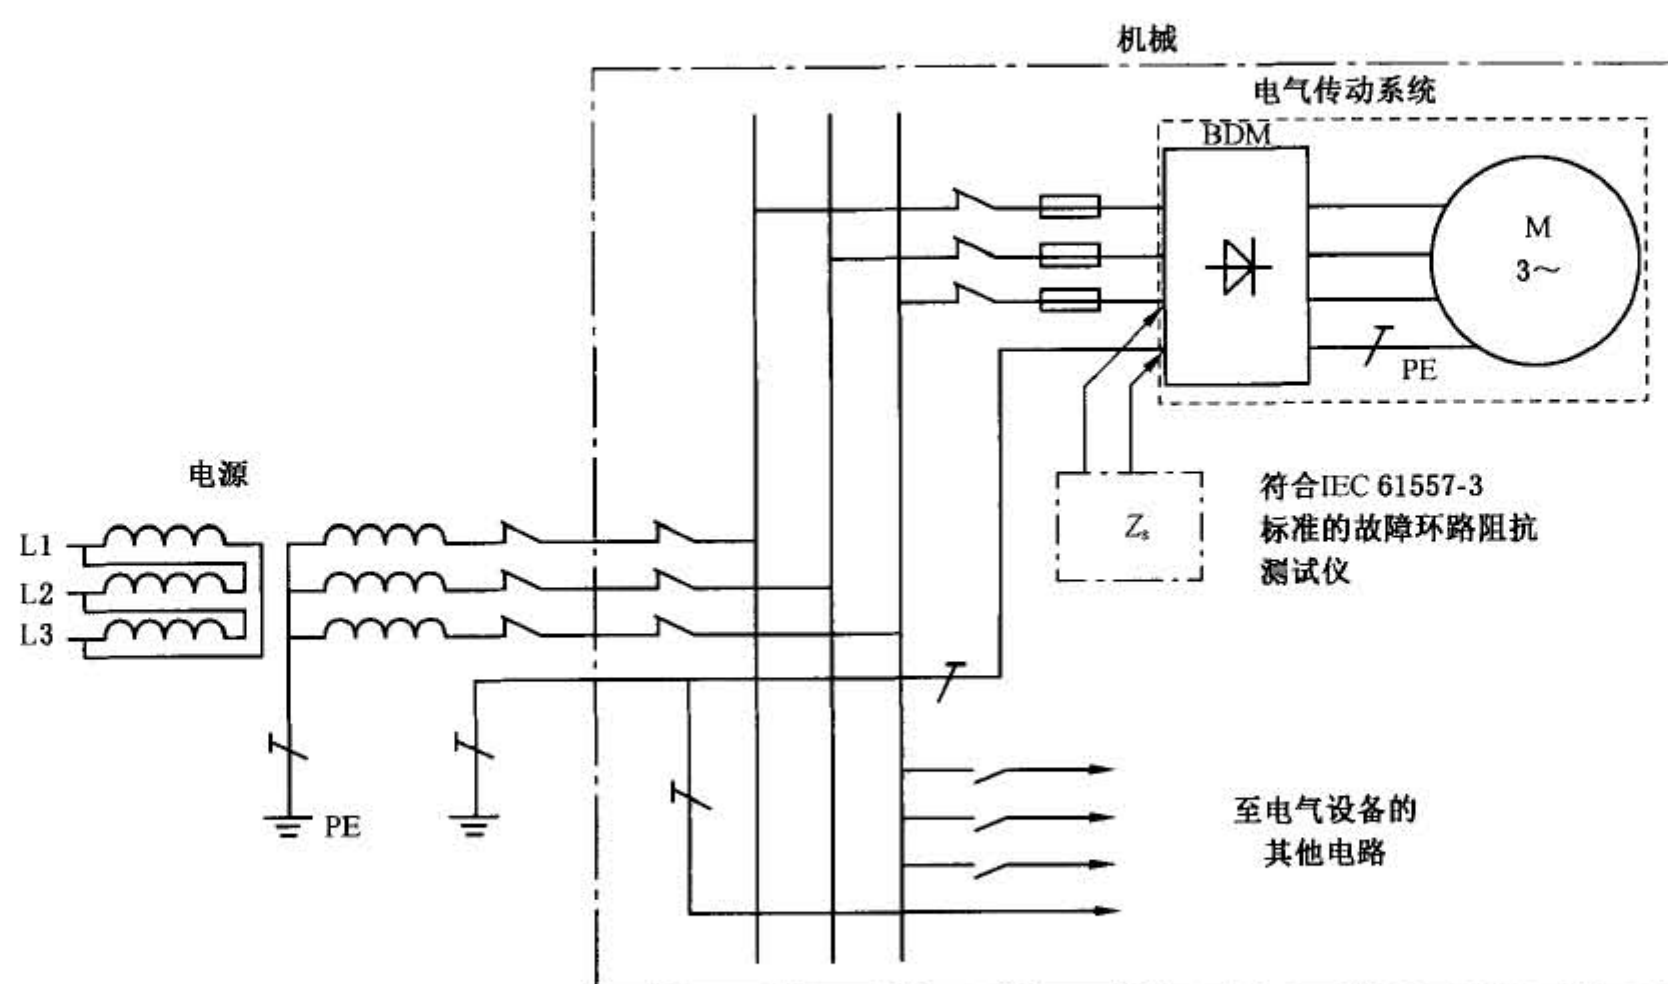 机械
电气传动系统
BDM
M
3～
PE
电源
L1
L2
L3
Zs
符合IEC 61557-3
标准的故障环路阻抗
测试仪
PE
至电气设备的
其他电路